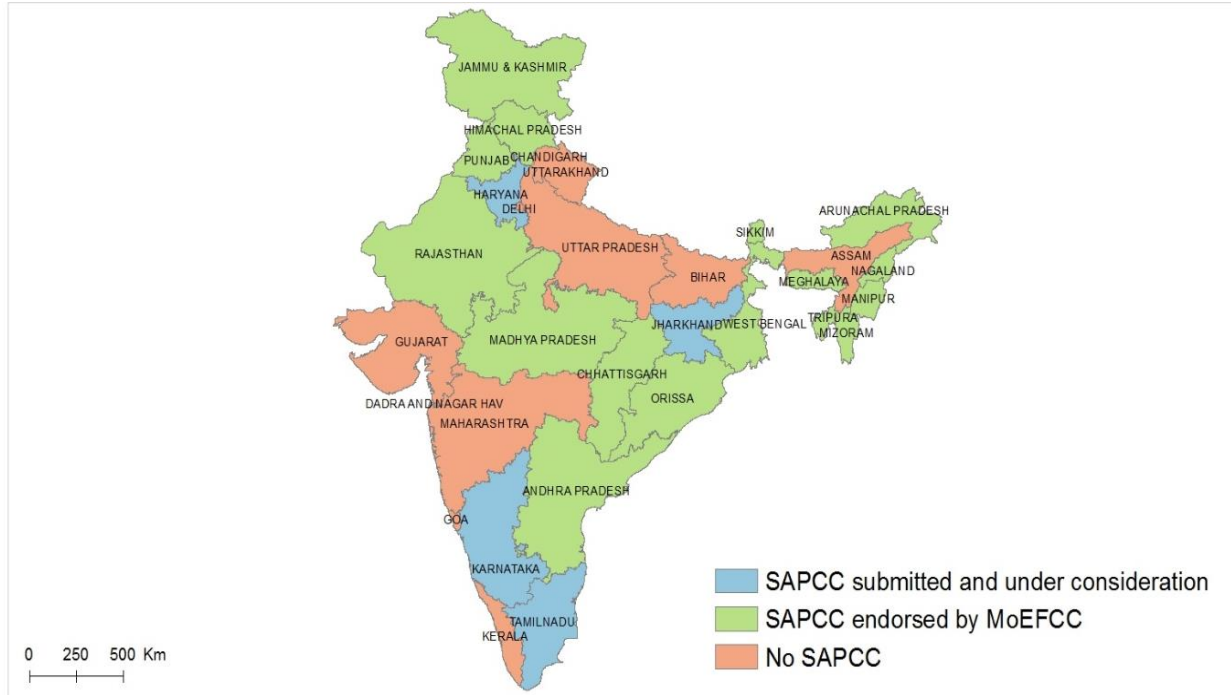 JAMMU & KASHMIR
HIMACHAL PRADESH
PUNJAB
CHANDIGARH
UTTARAKHAND
HARYANA
DELHI
ARUNACHAL PRADESH
SIKKIM
RAJASTHAN
UTTAR PRADESH
ASSAM
BIHAR
NAGALAND
MEGHALAYA
MANIPUR
TRIPURA
MIZORAM
JHARKHAND
WEST BENGAL
GUJARAT
MADHYA PRADESH
CHHATTISGARH
ORISSA
DADRA AND NAGAR HAV
MAHARASHTRA
ANDHRA PRADESH
GOA
KARNATAKA
TAMILNADU
KERALA
SAPCC submitted and under consideration
SAPCC endorsed by MoEFCC
No SAPCC
0 250 500 Km